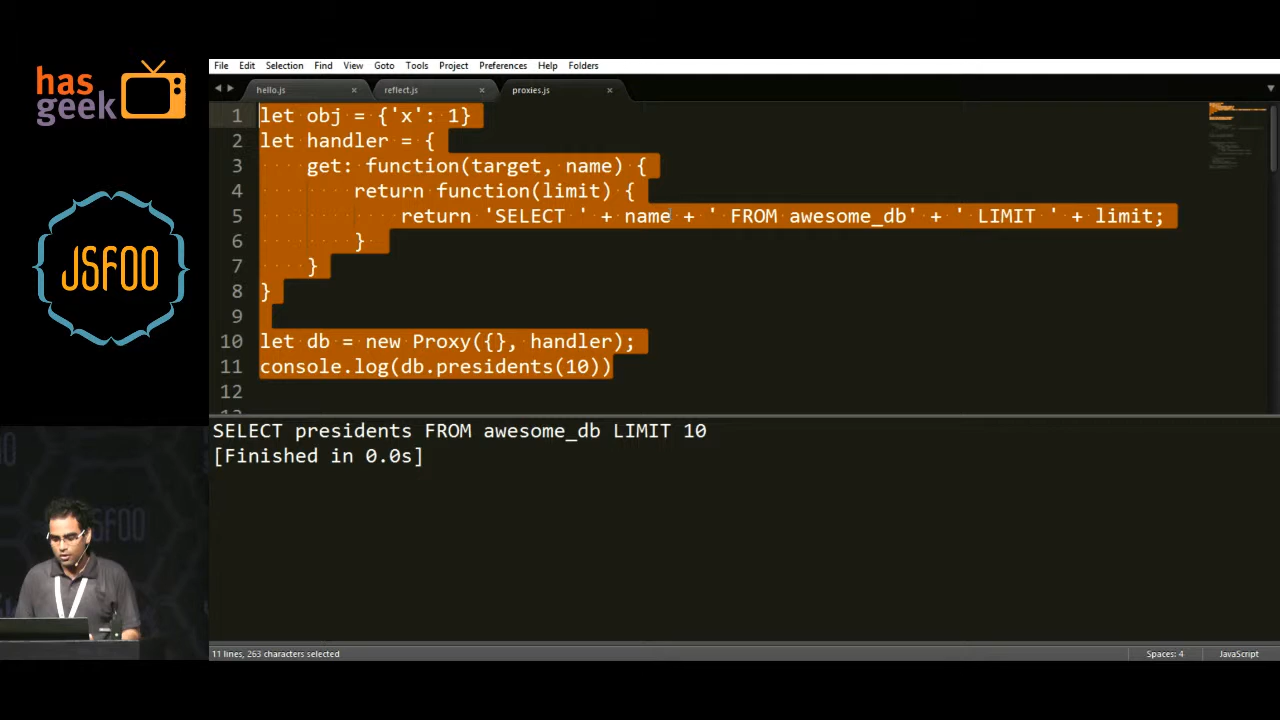 has
geek
JSFOO
File Edit Selection Find View Goto Tools Project Preferences Help Folders
hello.js reflect.js proxies.js
1 let obj = {'x': 1}
2 let handler = {
3 get: function(target, name) {
4 return function(limit) {
5 return 'SELECT ' + name + ' FROM awesome_db' + ' LIMIT ' + limit;
6 }
7 }
8 }
9
10 let db = new Proxy({}, handler);
11 console.log(db.presidents(10))
12
SELECT presidents FROM awesome_db LIMIT 10
[Finished in 0.0s]
JSFOO
11 lines, 263 characters selected
Spaces: 4 JavaScript